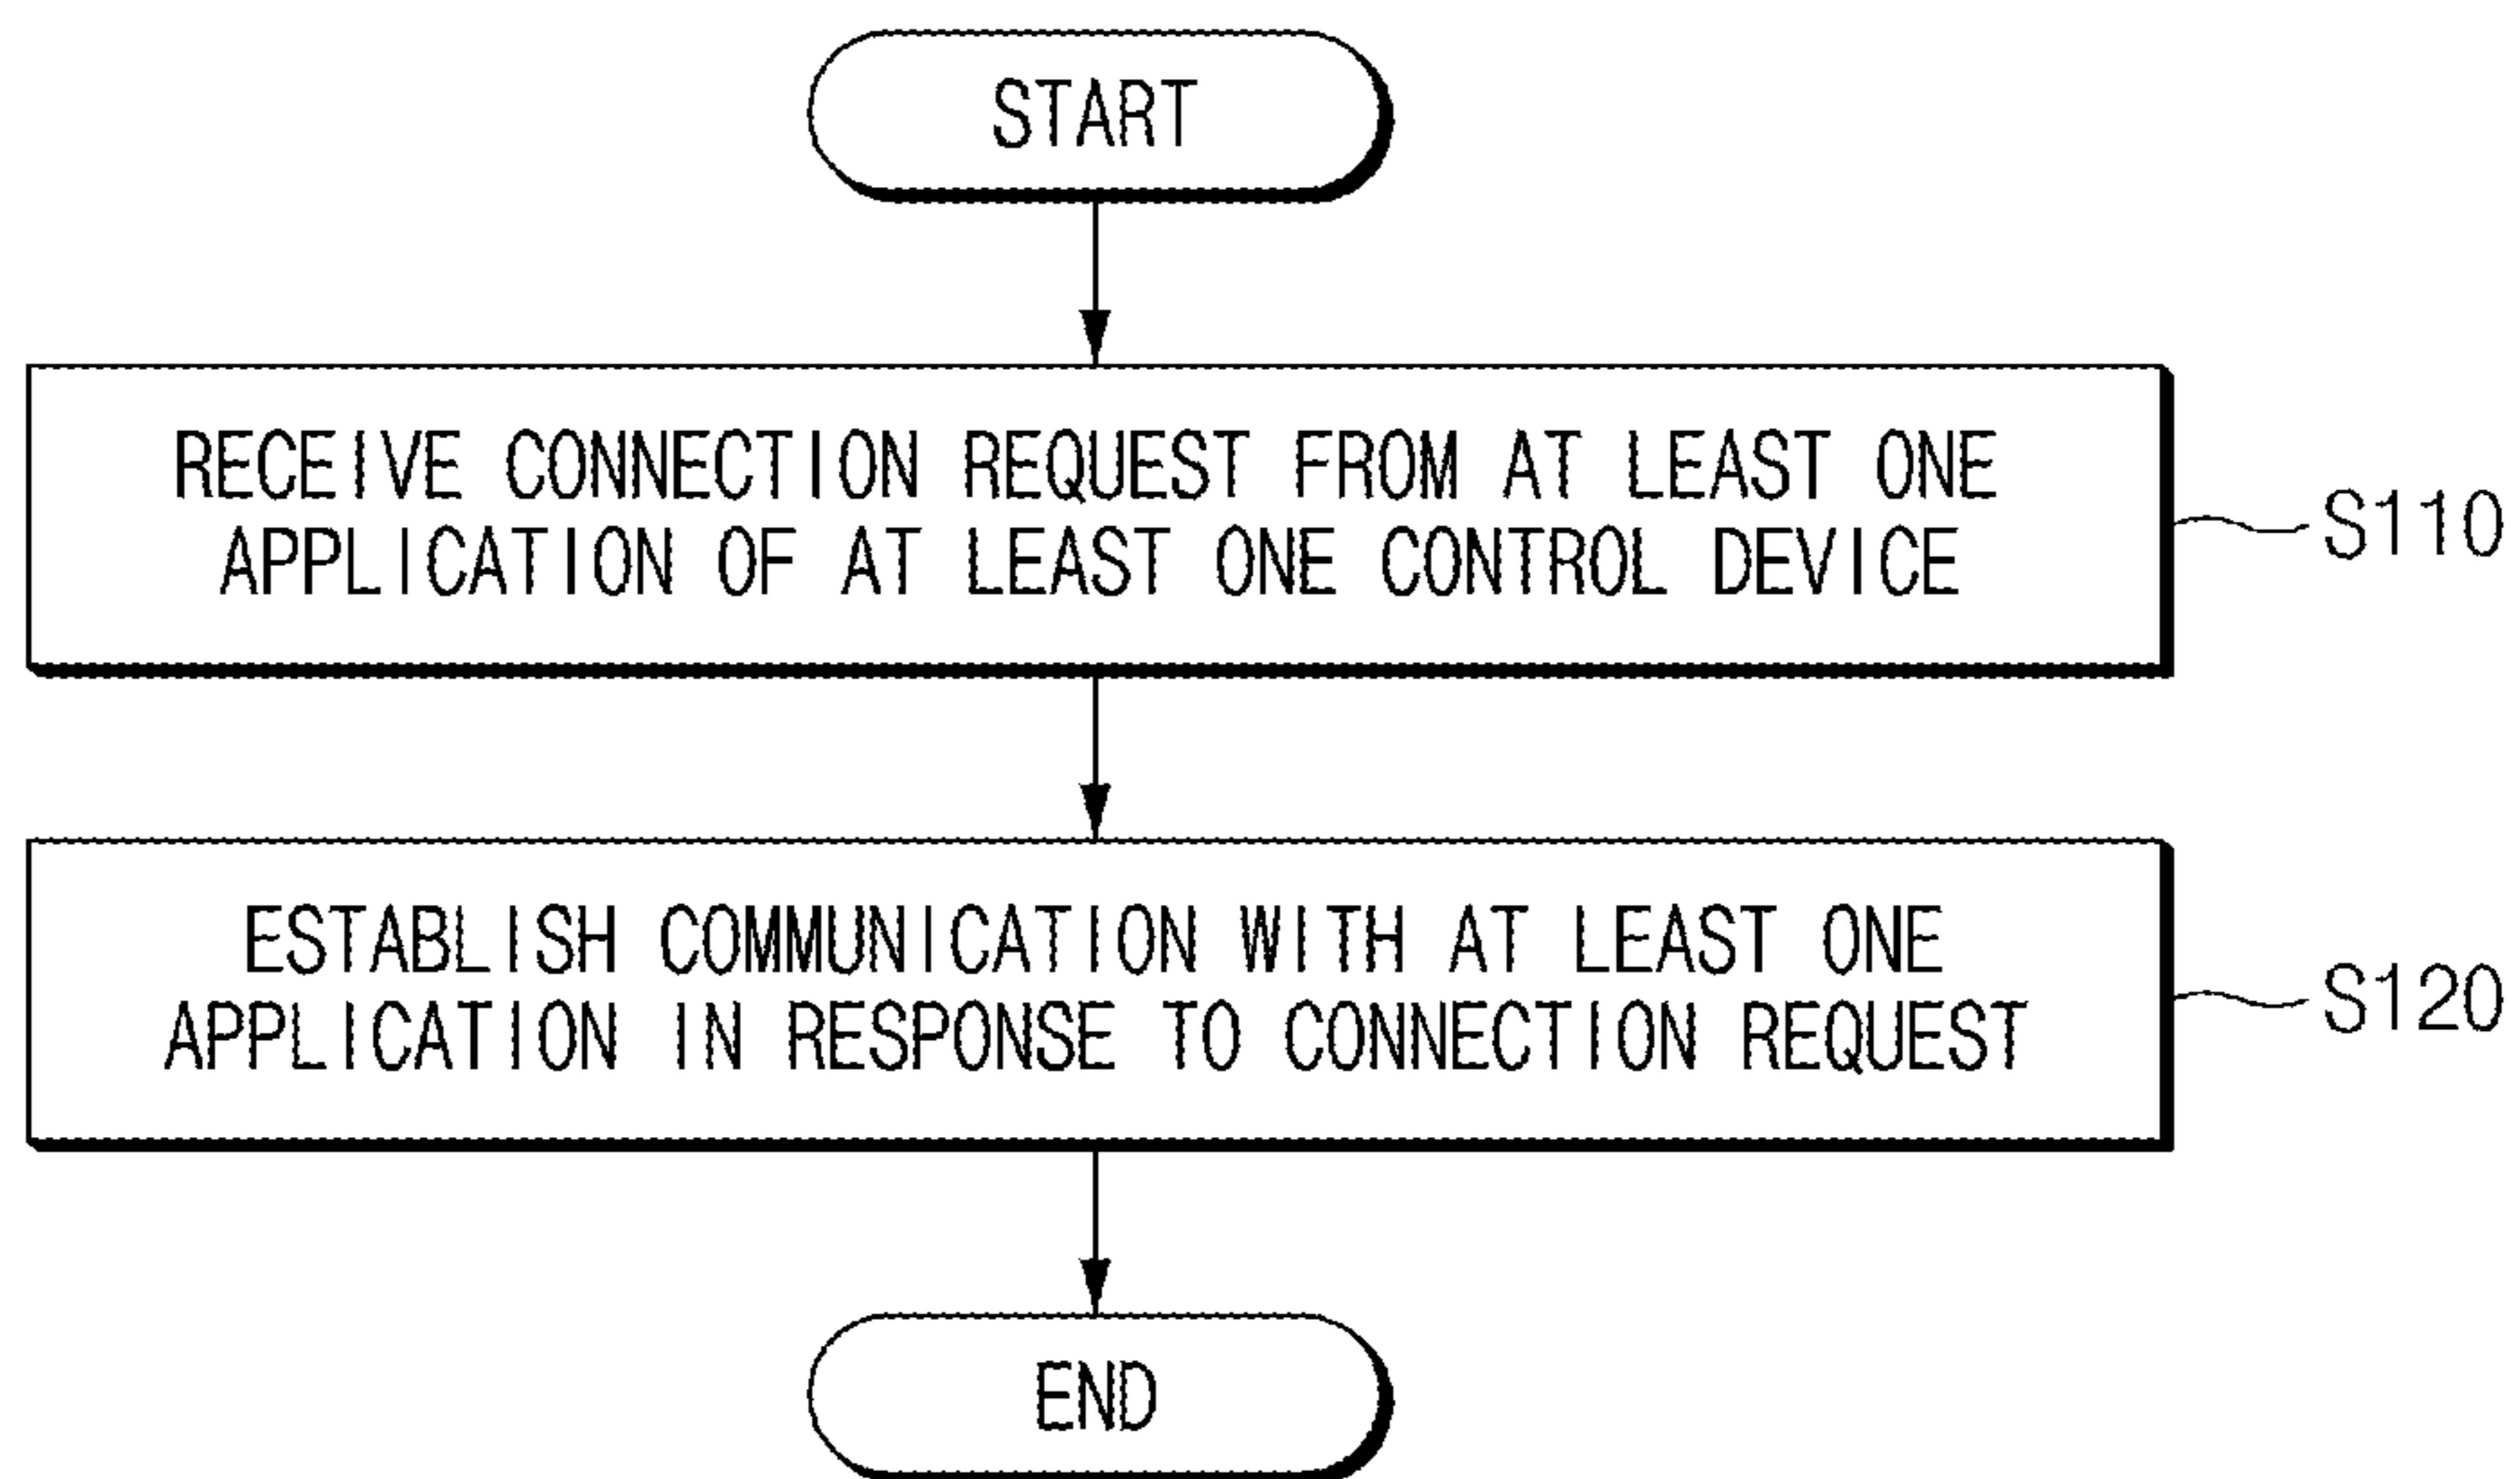 START
RECEIVE CONNECTION REQUEST FROM AT LEAST ONE
APPLICATION OF AT LEAST ONE CONTROL DEVICE
S110
ESTABLISH COMMUNICATION WITH AT LEAST ONE
APPLICATION IN RESPONSE TO CONNECTION REQUEST
S120
END